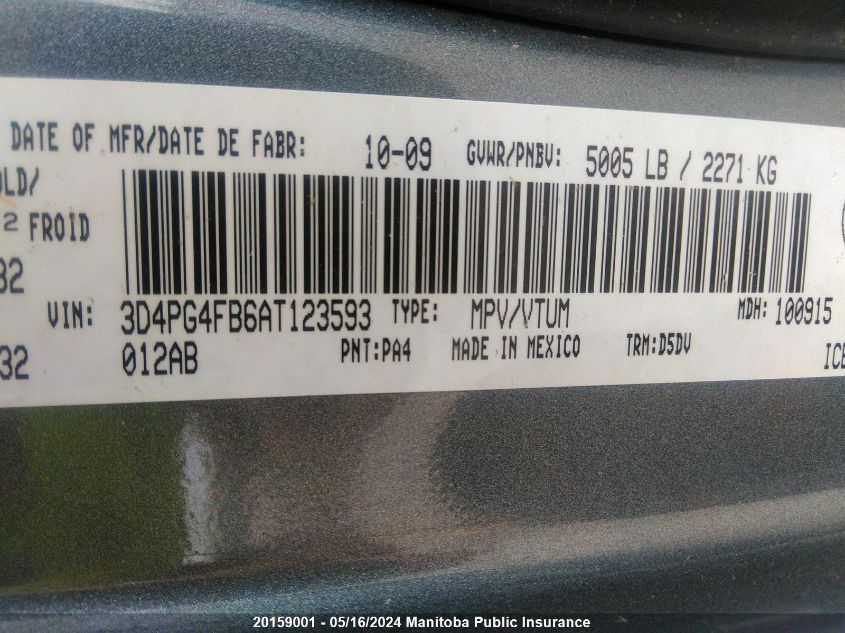 DATE OF MFR/DATE DE FABR: 10-09 GVWR/PNBV: 5005 LB / 2271 KG
OLD/
2 FROID
32
VIN: 3D4PG4FB6AT123593 TYPE: MPV/VTUM MDH: 100915
32 012AB PNT:PA4 MADE IN MEXICO TRM:D5DV ICE
20159001 - 05/16/2024 Manitoba Public Insurance